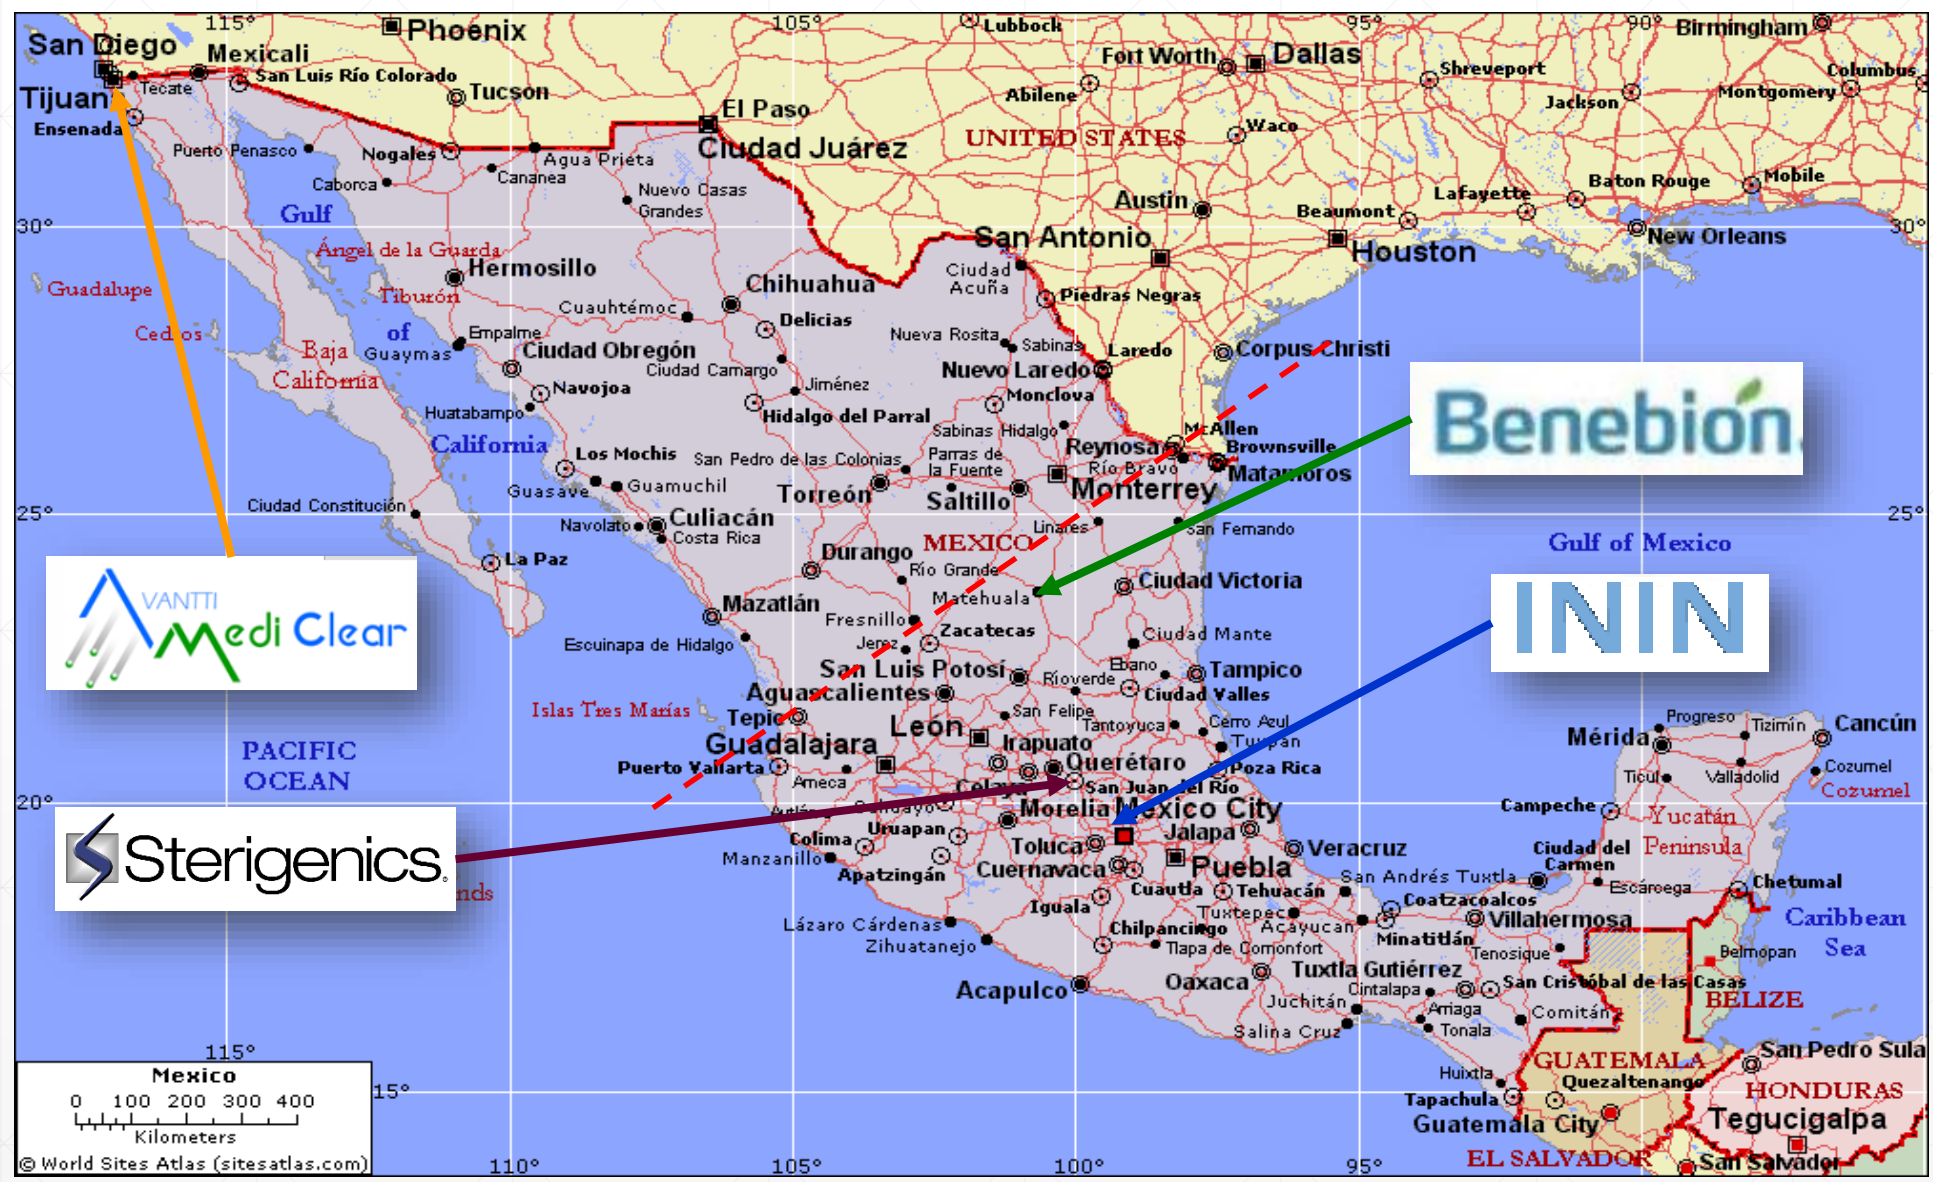 115°
105°
95°
90°
San Diego
Mexicali
Phoenix
Lubbock
Fort Worth
Dallas
Birmingham
San Luis Río Colorado
Tecate
Tijuan
Ensenada
Tucson
El Paso
Abilene
Shreveport
Jackson
Columbus
Montgomery
Ciudad Juárez
UNITED STATES
Waco
Puerto Penasco
Nogales
Agua Prieta
Cananea
Caborca
Nuevo Casas
Grandes
Austin
Beaumont
Lafayette
Baton Rouge
Mobile
30°
30°
Gulf
Ángel de la Guarda
San Antonio
Houston
New Orleans
Guadalupe
Hermosillo
Tiburón
Chihuahua
Ciudad
Acuña
Piedras Negras
Cuauhtémoc
Delicias
of
Empalme
Guaymas
Baja
California
Ciudad Obregón
Nueva Rosita
Sabinas
Laredo
Corpus Christi
Ciudad Camargo
Nuevo Laredo
Navojoa
Jiménez
Monclova
Huatabampo
Hidalgo del Parral
Sabinas Hidalgo
McAllen
Benebión
California
Reynosa
Brownsville
Los Mochis
San Pedro de las Colonias
Parras de
la Fuente
Río Bravo
Matamoros
Guasave
Guamuchil
Torreón
Saltillo
Monterrey
Ciudad Constitución
25°
25°
Navolato
Culiacán
Costa Rica
Linares
San Fernando
MEXICO
Gulf of Mexico
La Paz
Durango
Río Grande
Ciudad Victoria
Matehuala
AVANTTI
Medi Clear
ININ
Mazatlán
Fresnillo
Escuinapa de Hidalgo
Jerez
Zacatecas
Ciudad Mante
San Luis Potosí
Rioverde
Ebano
Tampico
Aguascalientes
Ciudad Valles
Islas Tres Marías
Tepic
San Felipe
Tantoyuca
Cerro Azul
León
Tuxpan
Progreso
Tizimín
Cancún
Mérida
PACIFIC
OCEAN
Guadalajara
Irapuato
Puerto Vallarta
Querétaro
Poza Rica
Ticul
Valladolid
Cozumel
Cozumel
Ameca
Celaya
San Juan del Río
20°
Morelia
Mexico City
Campeche
Yucatán
Peninsula
Uruapan
Colima
Toluca
Jalapa
Manzanillo
Veracruz
Ciudad del
Carmen
Sterigenics
Apatzingán
Cuernavaca
Puebla
San Andrés Tuxtla
Escárcega
Chetumal
nds
Cuautla
Tehuacán
Iguala
Coatzacoalcos
Tuxtepec
Lázaro Cárdenas
Chilpancingo
Acayucan
Minatitlán
Villahermosa
Caribbean
Sea
Zihuatanejo
Tlapa de Comonfort
Tenosique
Belmopan
Acapulco
Oaxaca
Tuxtla Gutiérrez
Cintalapa
San Cristóbal de las Casas
BELIZE
Juchitán
Arriaga
Comitán
Salina Cruz
Tonala
115°
San Pedro Sula
GUATEMALA
Huixtla
Quezaltenango
HONDURAS
Tapachula
Guatemala City
Tegucigalpa
EL SALVADOR
San Salvador
Mexico
0 100 200 300 400
Kilometers
© World Sites Atlas (sitesatlas.com)
15°
110°
105°
100°
95°